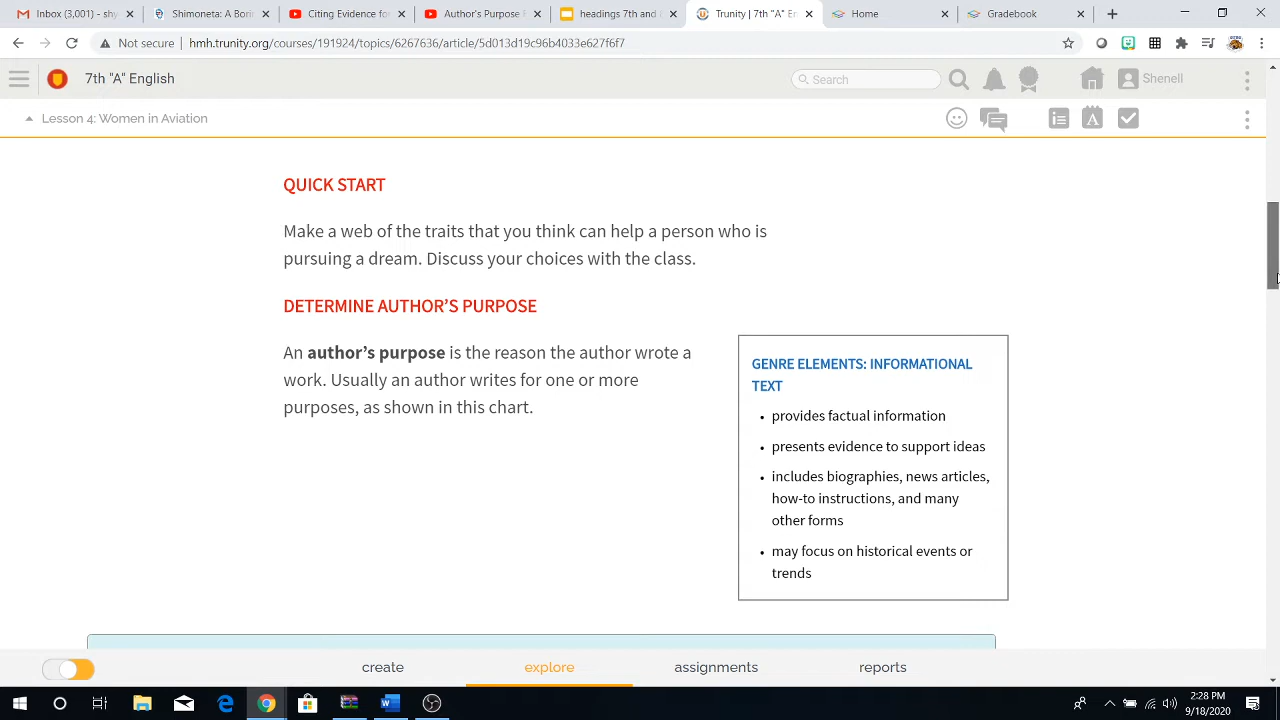 Inbox (3,001) - shy
Shimonson A Bori
Citing Evidence for
Author's Purpose
headings 7th and
Trunity | 7th "A" En
Home
Gradebook
Not secure | hmh.trunity.org/courses/191924/topics/6267636/article/5d013d19c96b4033e627f6f7
7th "A" English
Search
Shenell
Lesson 4: Women in Aviation
QUICK START
Make a web of the traits that you think can help a person who is
pursuing a dream. Discuss your choices with the class.
DETERMINE AUTHOR’S PURPOSE
An author’s purpose is the reason the author wrote a
work. Usually an author writes for one or more
purposes, as shown in this chart.
GENRE ELEMENTS: INFORMATIONAL
TEXT
• provides factual information
• presents evidence to support ideas
• includes biographies, news articles,
how-to instructions, and many
other forms
• may focus on historical events or
trends
create
explore
assignments
reports
2:28 PM
9/18/2020